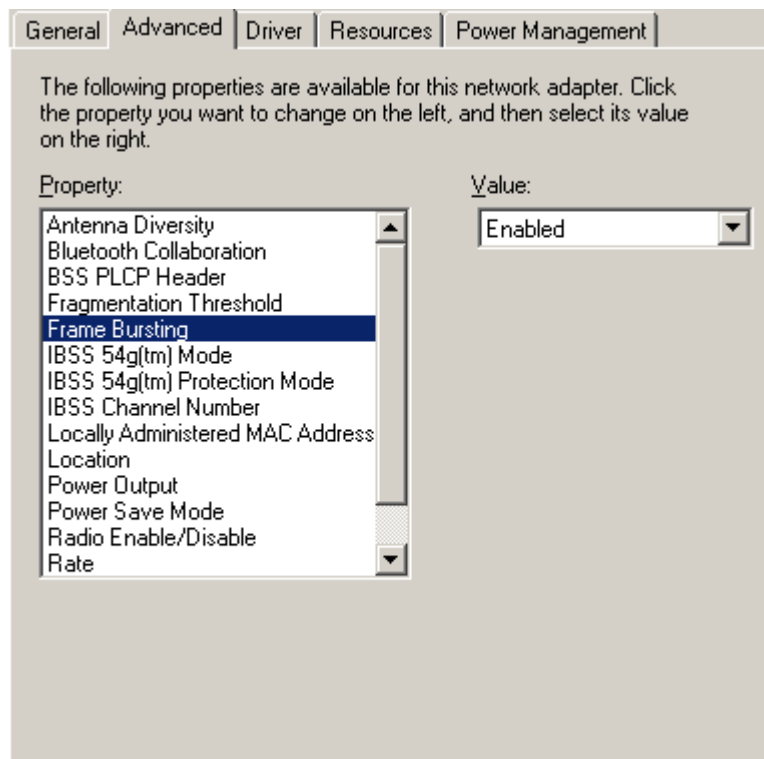 General Advanced Driver Resources Power Management
The following properties are available for this network adapter. Click
the property you want to change on the left, and then select its value
on the right.
Property: Value:
Antenna Diversity
Enabled
Bluetooth Collaboration
BSS PLCP Header
Fragmentation Threshold
Frame Bursting
IBSS 54g(tm) Mode
IBSS 54g(tm) Protection Mode
IBSS Channel Number
Locally Administered MAC Address
Location
Power Output
Power Save Mode
Radio Enable/Disable
Rate